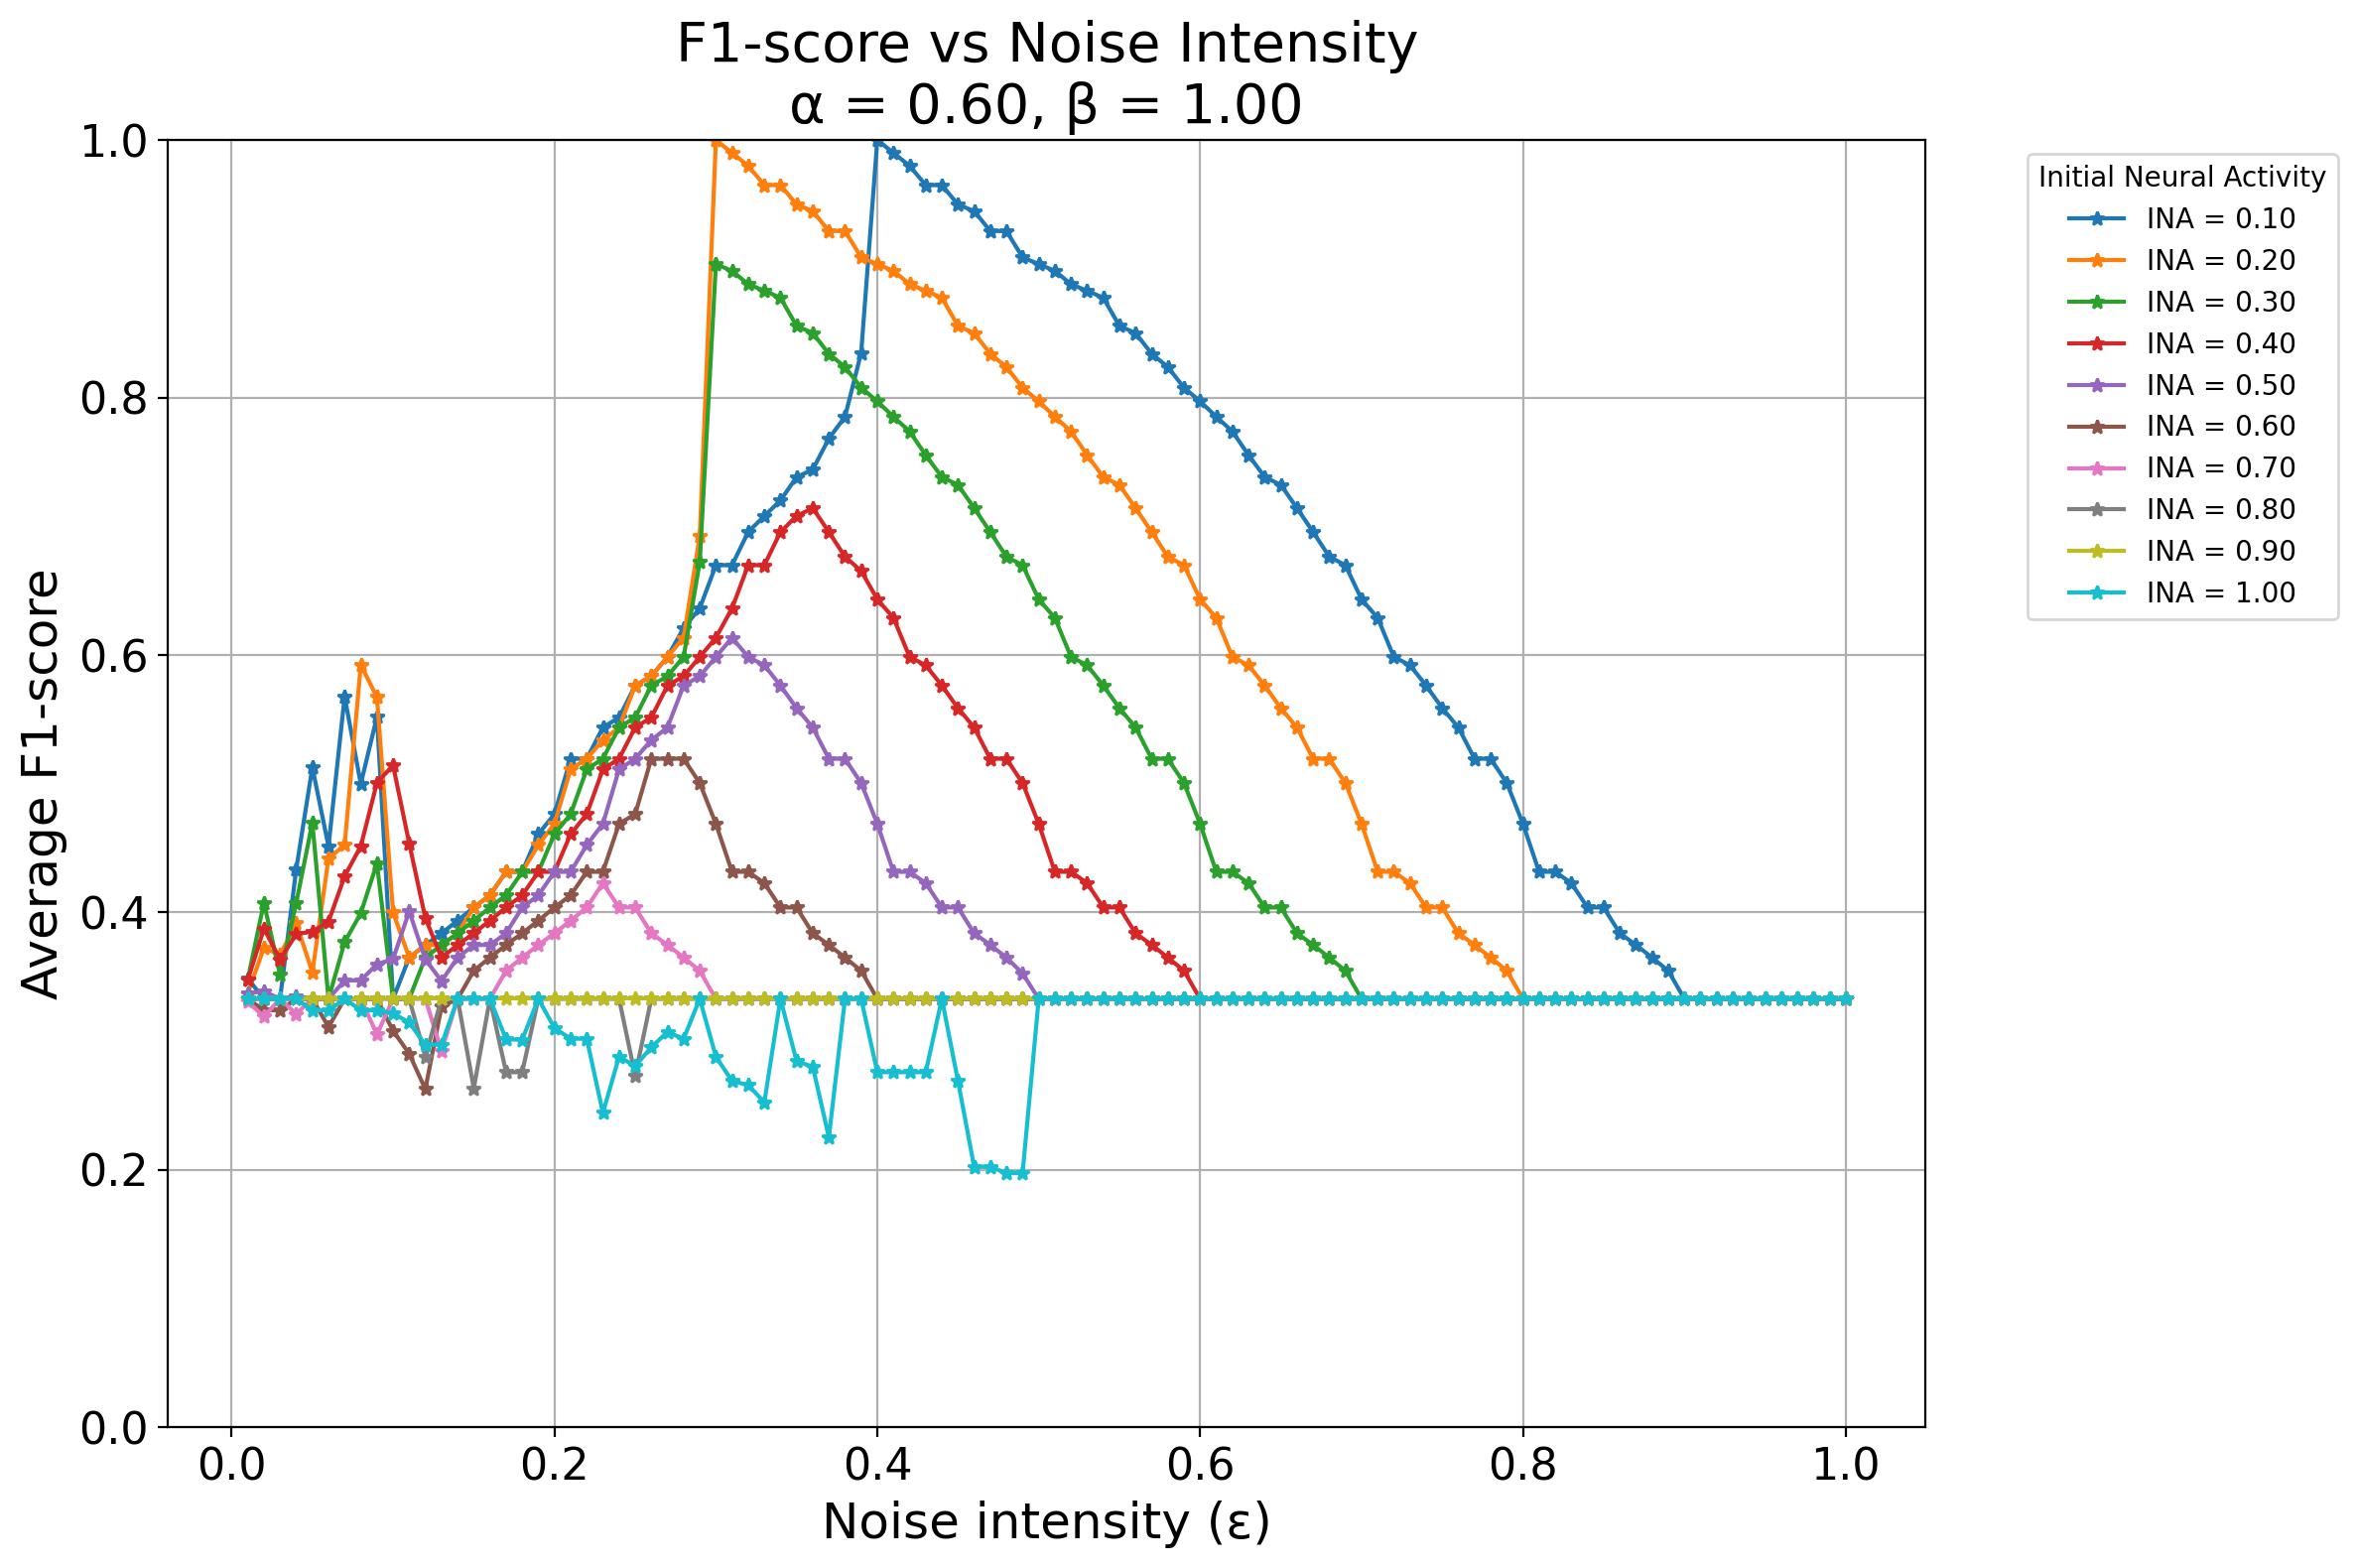 F1-score vs Noise Intensity
α = 0.60, β = 1.00
1.0
0.8
0.6
0.4
0.2
0.0
Average F1-score
0.0 0.2 0.4 0.6 0.8 1.0
Noise intensity (ε)
Initial Neural Activity
INA = 0.10
INA = 0.20
INA = 0.30
INA = 0.40
INA = 0.50
INA = 0.60
INA = 0.70
INA = 0.80
INA = 0.90
INA = 1.00